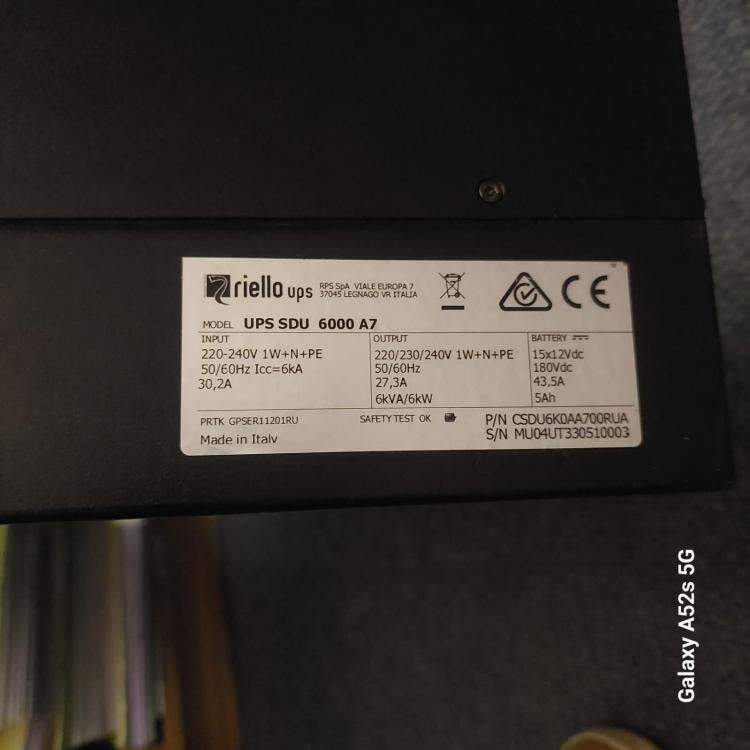 riello ups
RPS SpA VIALE EUROPA 7
37045 LEGNAGO VR ITALIA
CE
MODEL UPS SDU 6000 A7
INPUT
220-240V 1W+N+PE
50/60Hz Icc=6kA
30,2A
OUTPUT
220/230/240V 1W+N+PE
50/60Hz
27,3A
6kVA/6kW
BATTERY
15x12Vdc
180Vdc
43,5A
5Ah
PRTK GPSER11201RU
SAFETY TEST OK
P/N CSDU6K0AA700RUA
Made in Italy
S/N MU04UT330510003
Galaxy A52s 5G